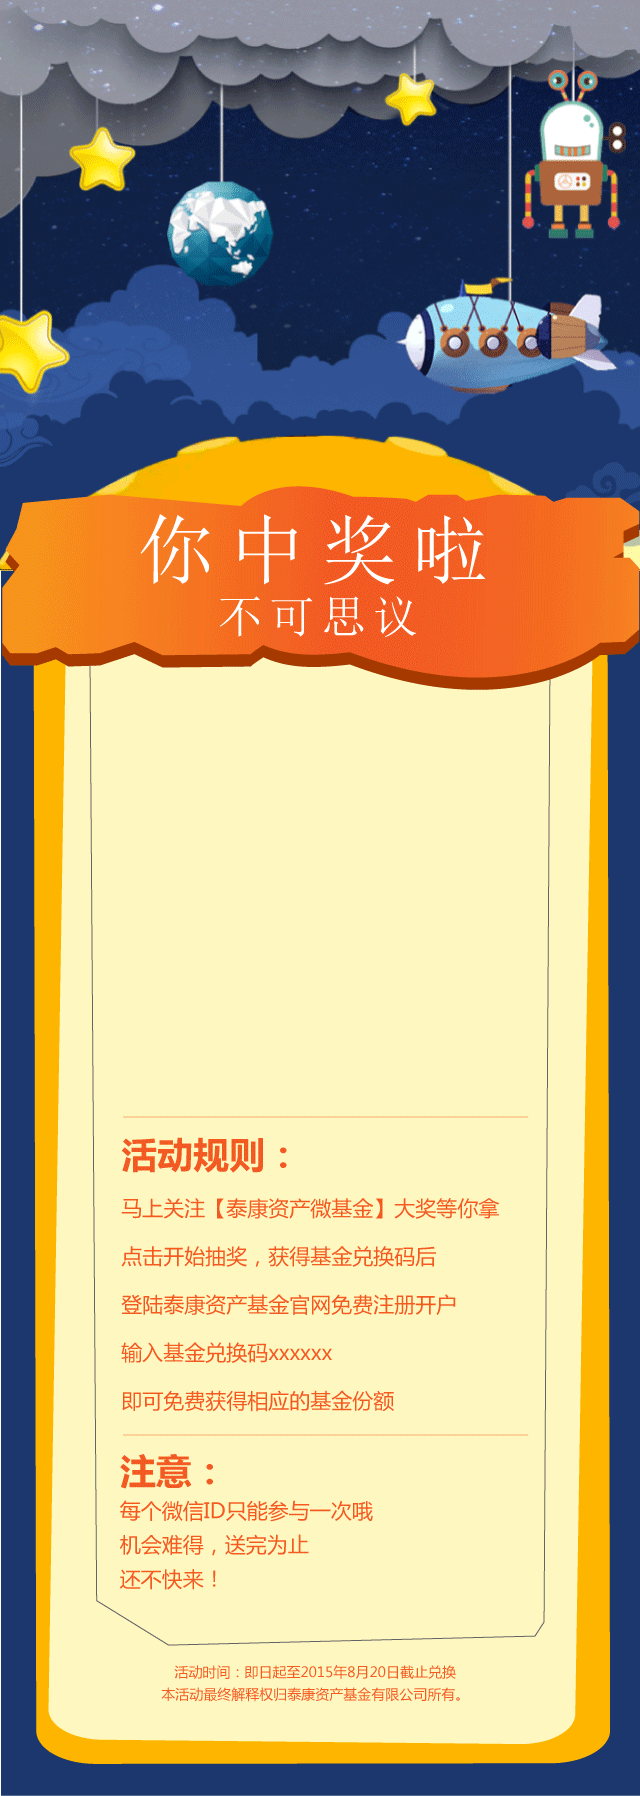 你中奖啦
不可思议
活动规则：
马上关注【泰康资产微基金】大奖等你拿
点击开始抽奖，获得基金兑换码后
登陆泰康资产基金官网免费注册开户
输入基金兑换码xxxxxx
即可免费获得相应的基金份额
注意：
每个微信ID只能参与一次哦
机会难得，送完为止
还不快来！
活动时间：即日起至2015年8月20日截止兑换
本活动最终解释权归泰康资产基金有限公司所有。